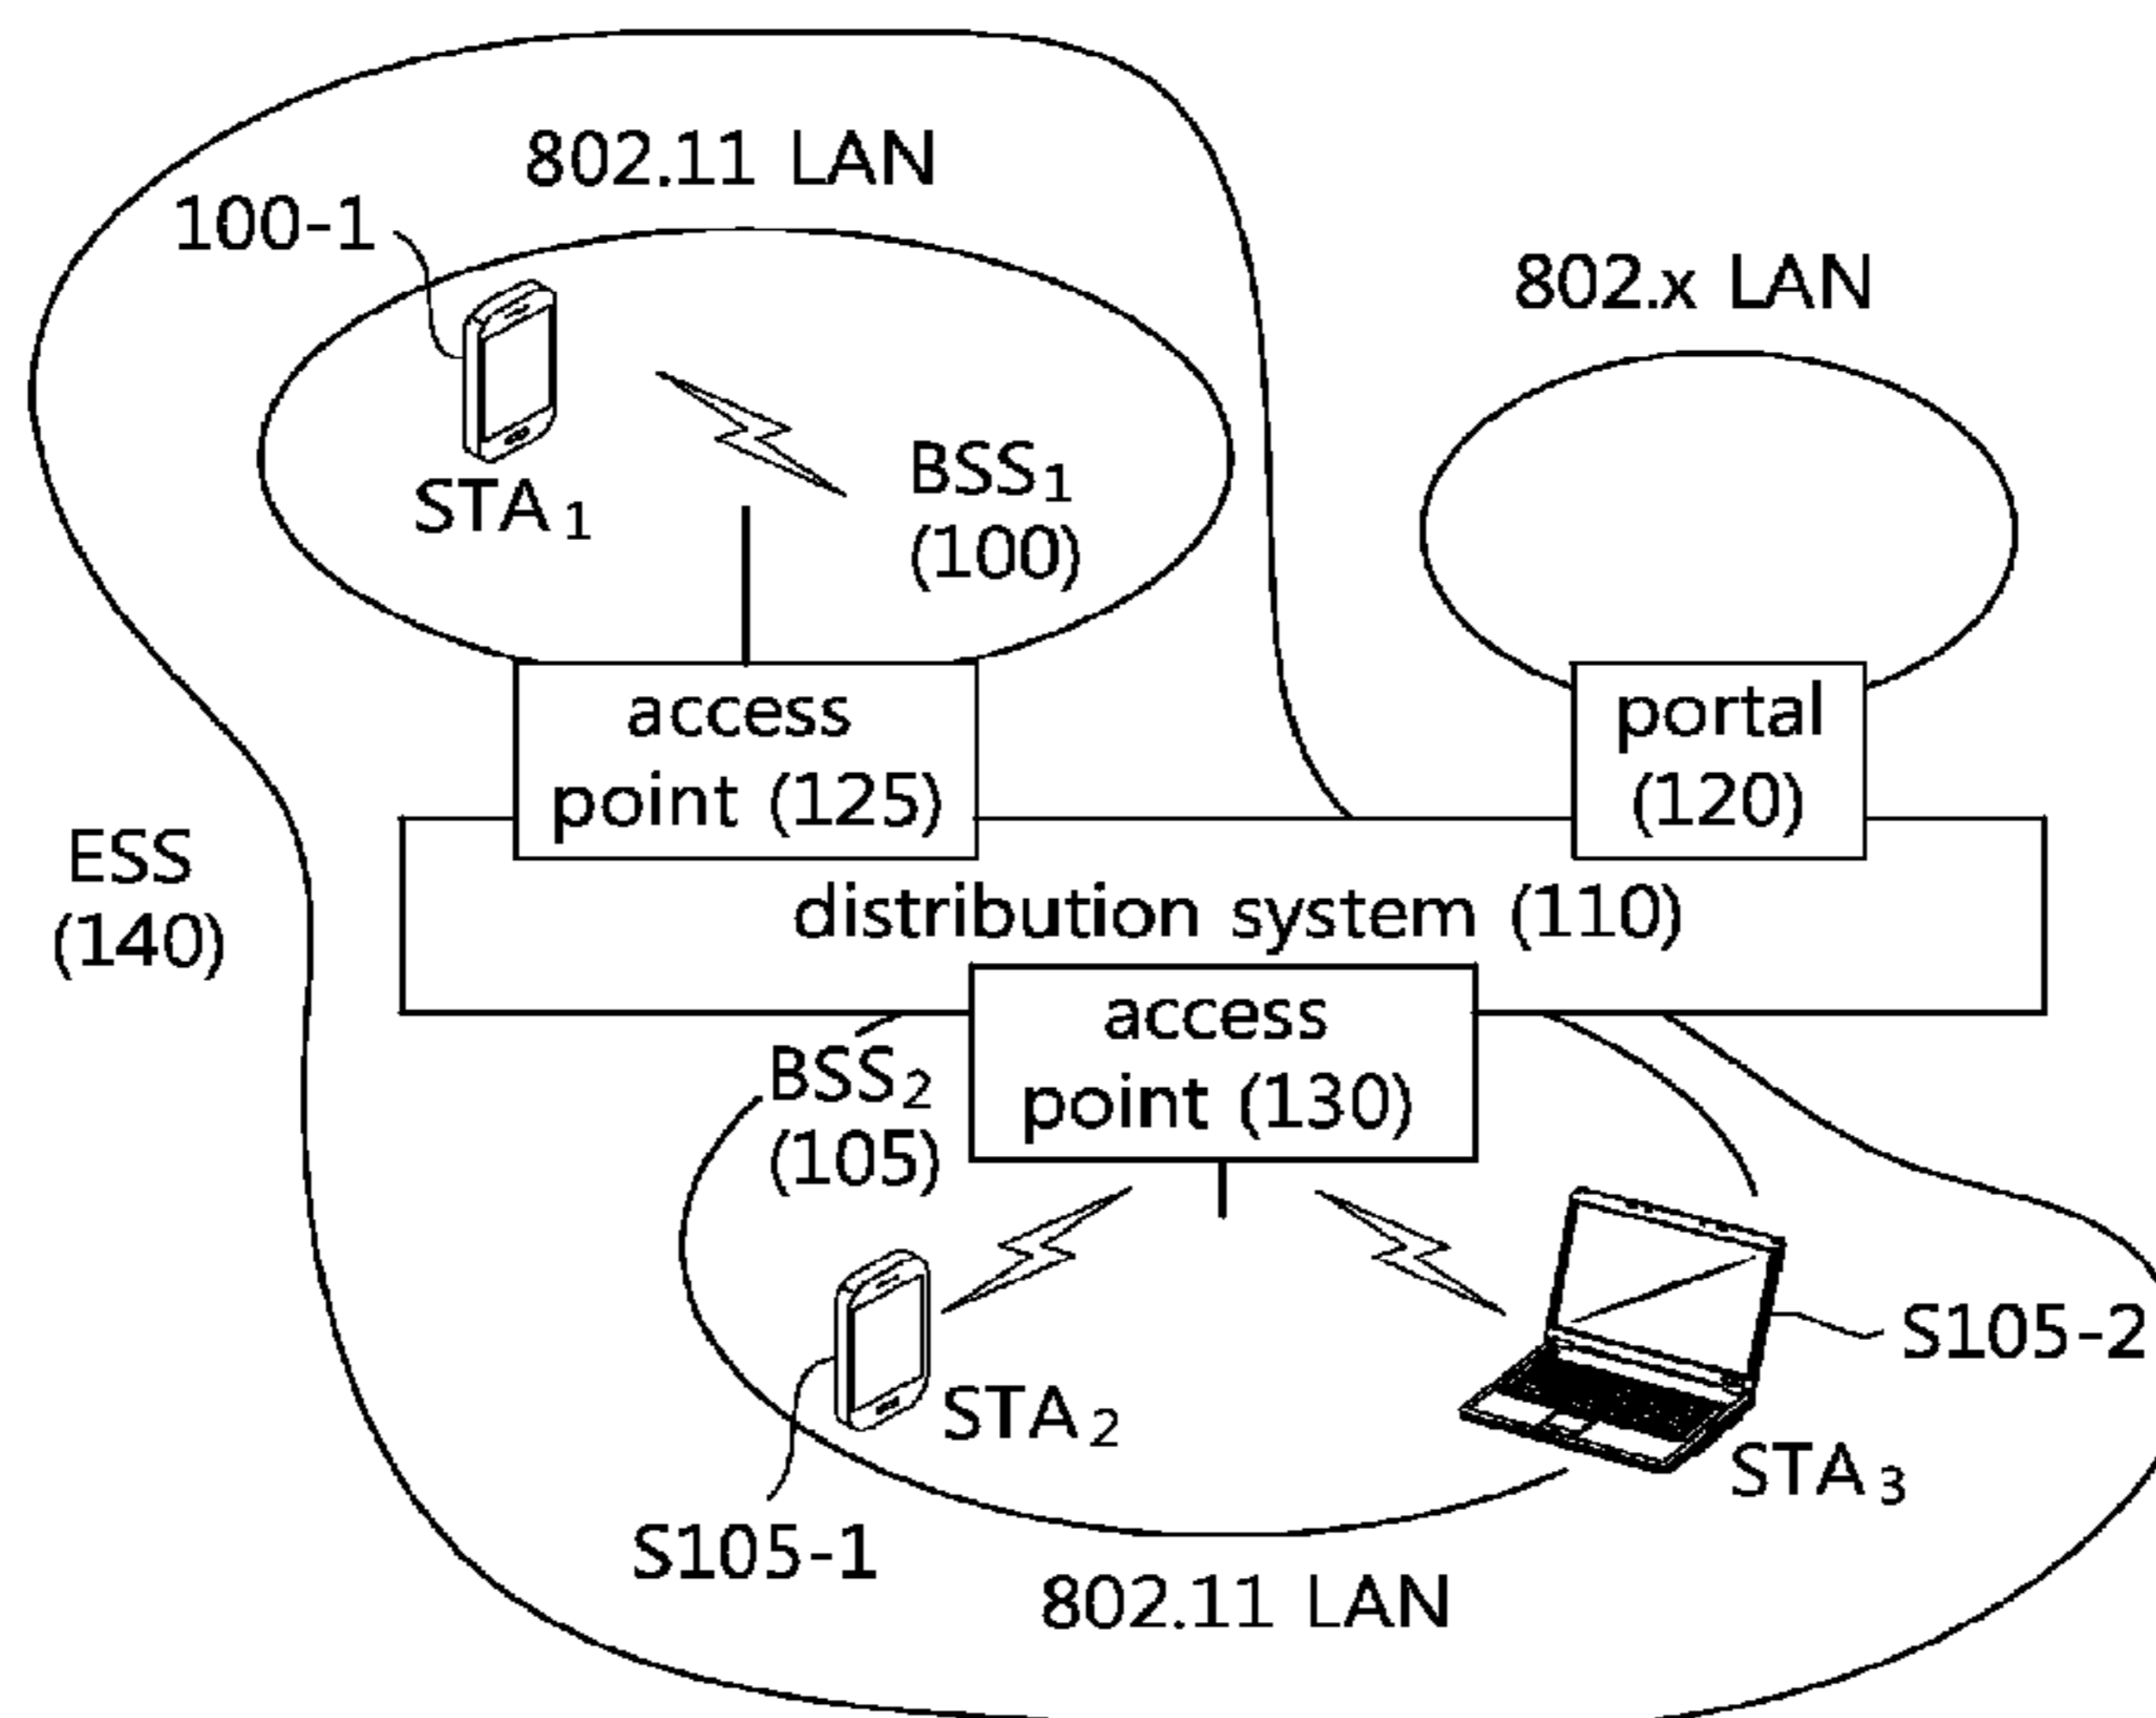 802.11 LAN
100-1
802.x LAN
STA1
BSS1
(100)
access
point (125)
portal
(120)
ESS
(140)
distribution system (110)
access
point (130)
BSS2
(105)
S105-2
STA2
STA3
S105-1
802.11 LAN